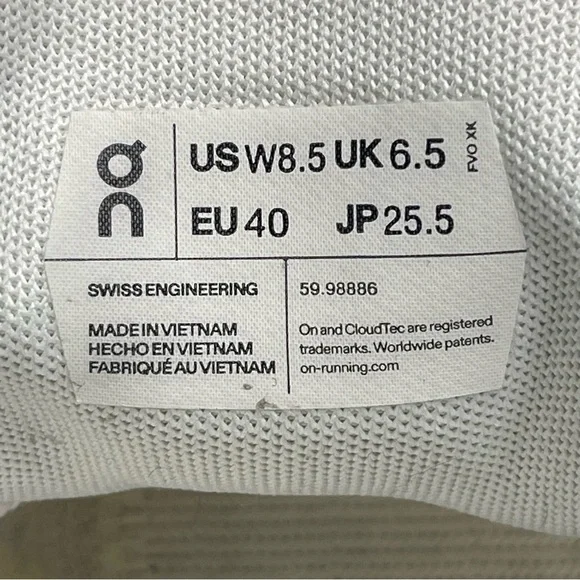 on
US W8.5 UK 6.5
EU 40 JP 25.5
FVO XK
SWISS ENGINEERING
59.98886
MADE IN VIETNAM
HECHO EN VIETNAM
FABRIQUÉ AU VIETNAM
On and CloudTec are registered
trademarks. Worldwide patents.
on-running.com